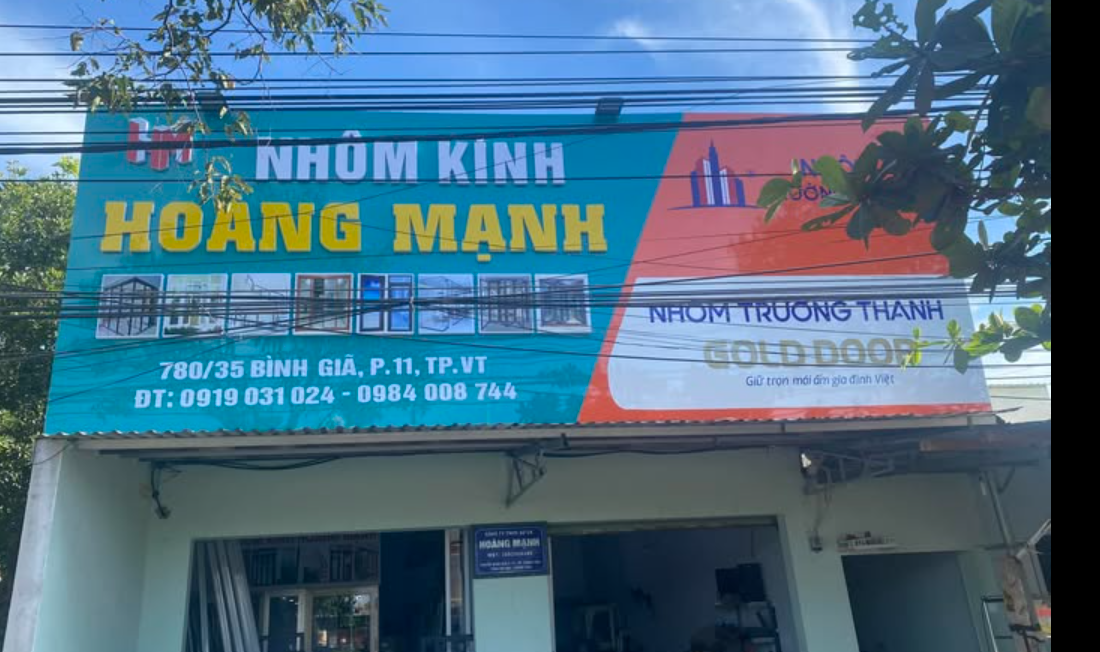 HM
NHÔM KÍNH
HOÀNG MẠNH
780/35 BÌNH GIÃ, P.11, TP.VT
ĐT: 0919 031 024 - 0984 008 744
NHÔM TRƯỜNG THÀNH
GOLD DOOR
Giữ trọn mái ấm gia đình Việt
HOÀNG MẠNH